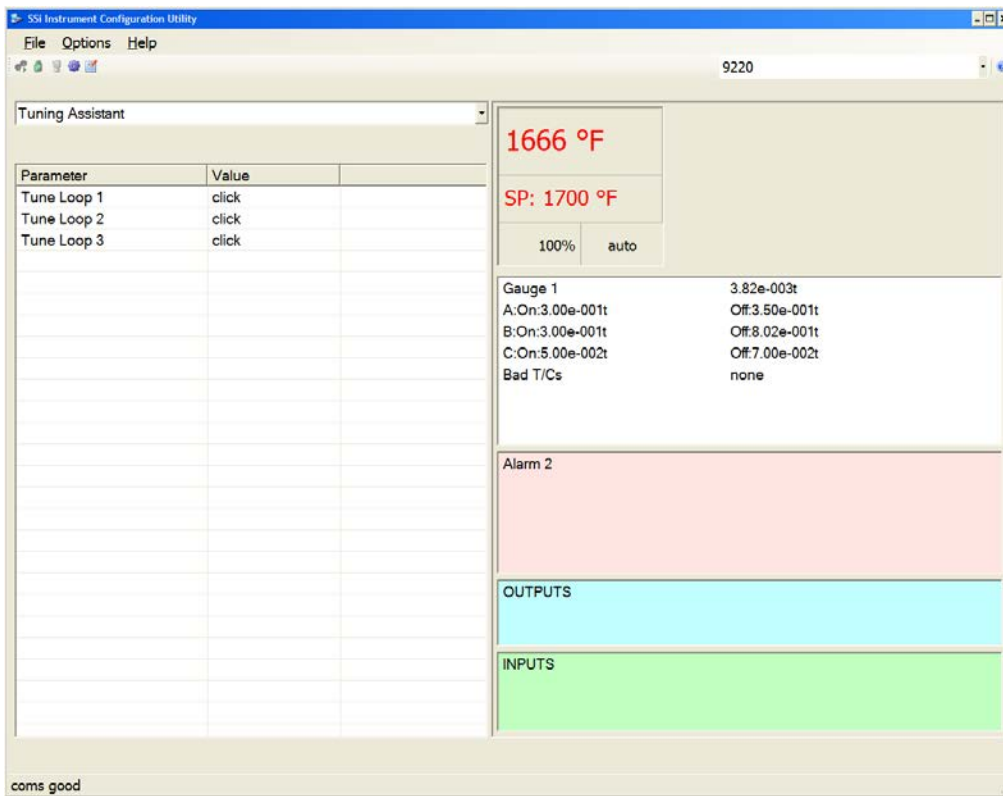 SSi Instrument Configuration Utility
File Options Help
9220
Tuning Assistant
Parameter Value
Tune Loop 1 click
Tune Loop 2 click
Tune Loop 3 click
1666 °F
SP: 1700 °F
100% auto
Gauge 1 3.82e-003t
A:On:3.00e-001t Off:3.50e-001t
B:On:3.00e-001t Off:8.02e-001t
C:On:5.00e-002t Off:7.00e-002t
Bad T/Cs none
Alarm 2
OUTPUTS
INPUTS
coms good